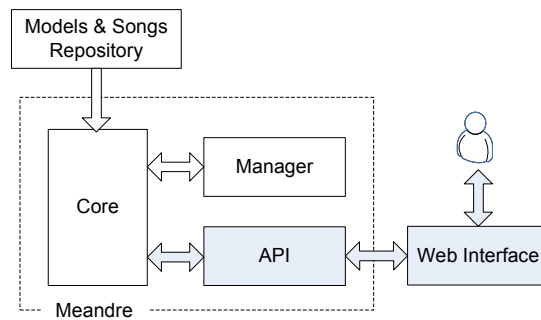 Models & Songs
Repository
Core
Manager
API
Web Interface
Meandre